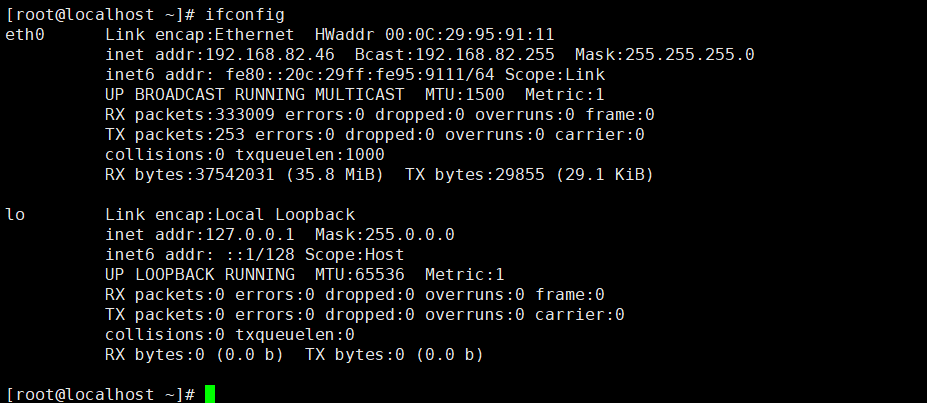 [root@localhost ~]# ifconfig
eth0      Link encap:Ethernet  HWaddr 00:0C:29:95:91:11
          inet addr:192.168.82.46  Bcast:192.168.82.255  Mask:255.255.255.0
          inet6 addr: fe80::20c:29ff:fe95:9111/64 Scope:Link
          UP BROADCAST RUNNING MULTICAST  MTU:1500  Metric:1
          RX packets:333009 errors:0 dropped:0 overruns:0 frame:0
          TX packets:253 errors:0 dropped:0 overruns:0 carrier:0
          collisions:0 txqueuelen:1000
          RX bytes:37542031 (35.8 MiB)  TX bytes:29855 (29.1 KiB)
lo        Link encap:Local Loopback
          inet addr:127.0.0.1  Mask:255.0.0.0
          inet6 addr: ::1/128 Scope:Host
          UP LOOPBACK RUNNING  MTU:65536  Metric:1
          RX packets:0 errors:0 dropped:0 overruns:0 frame:0
          TX packets:0 errors:0 dropped:0 overruns:0 carrier:0
          collisions:0 txqueuelen:0
          RX bytes:0 (0.0 b)  TX bytes:0 (0.0 b)
[root@localhost ~]#